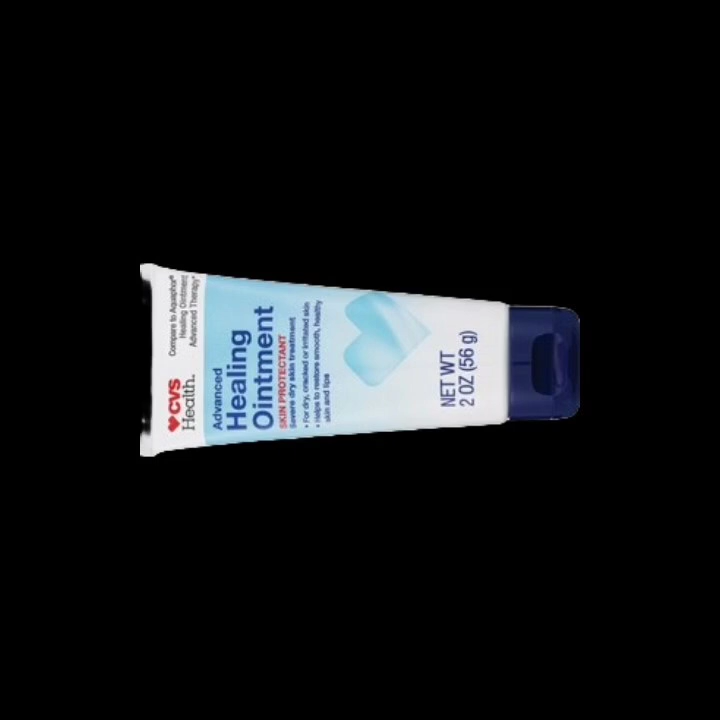 CVS
Health.
Compare to Aquaphor®
Healing Ointment
Advanced Therapy*
Advanced
Healing
Ointment
SKIN PROTECTANT
Severe dry skin treatment
• For dry, cracked or irritated skin
• Helps to restore smooth, healthy
skin and lips
NET WT
2 OZ (56 g)